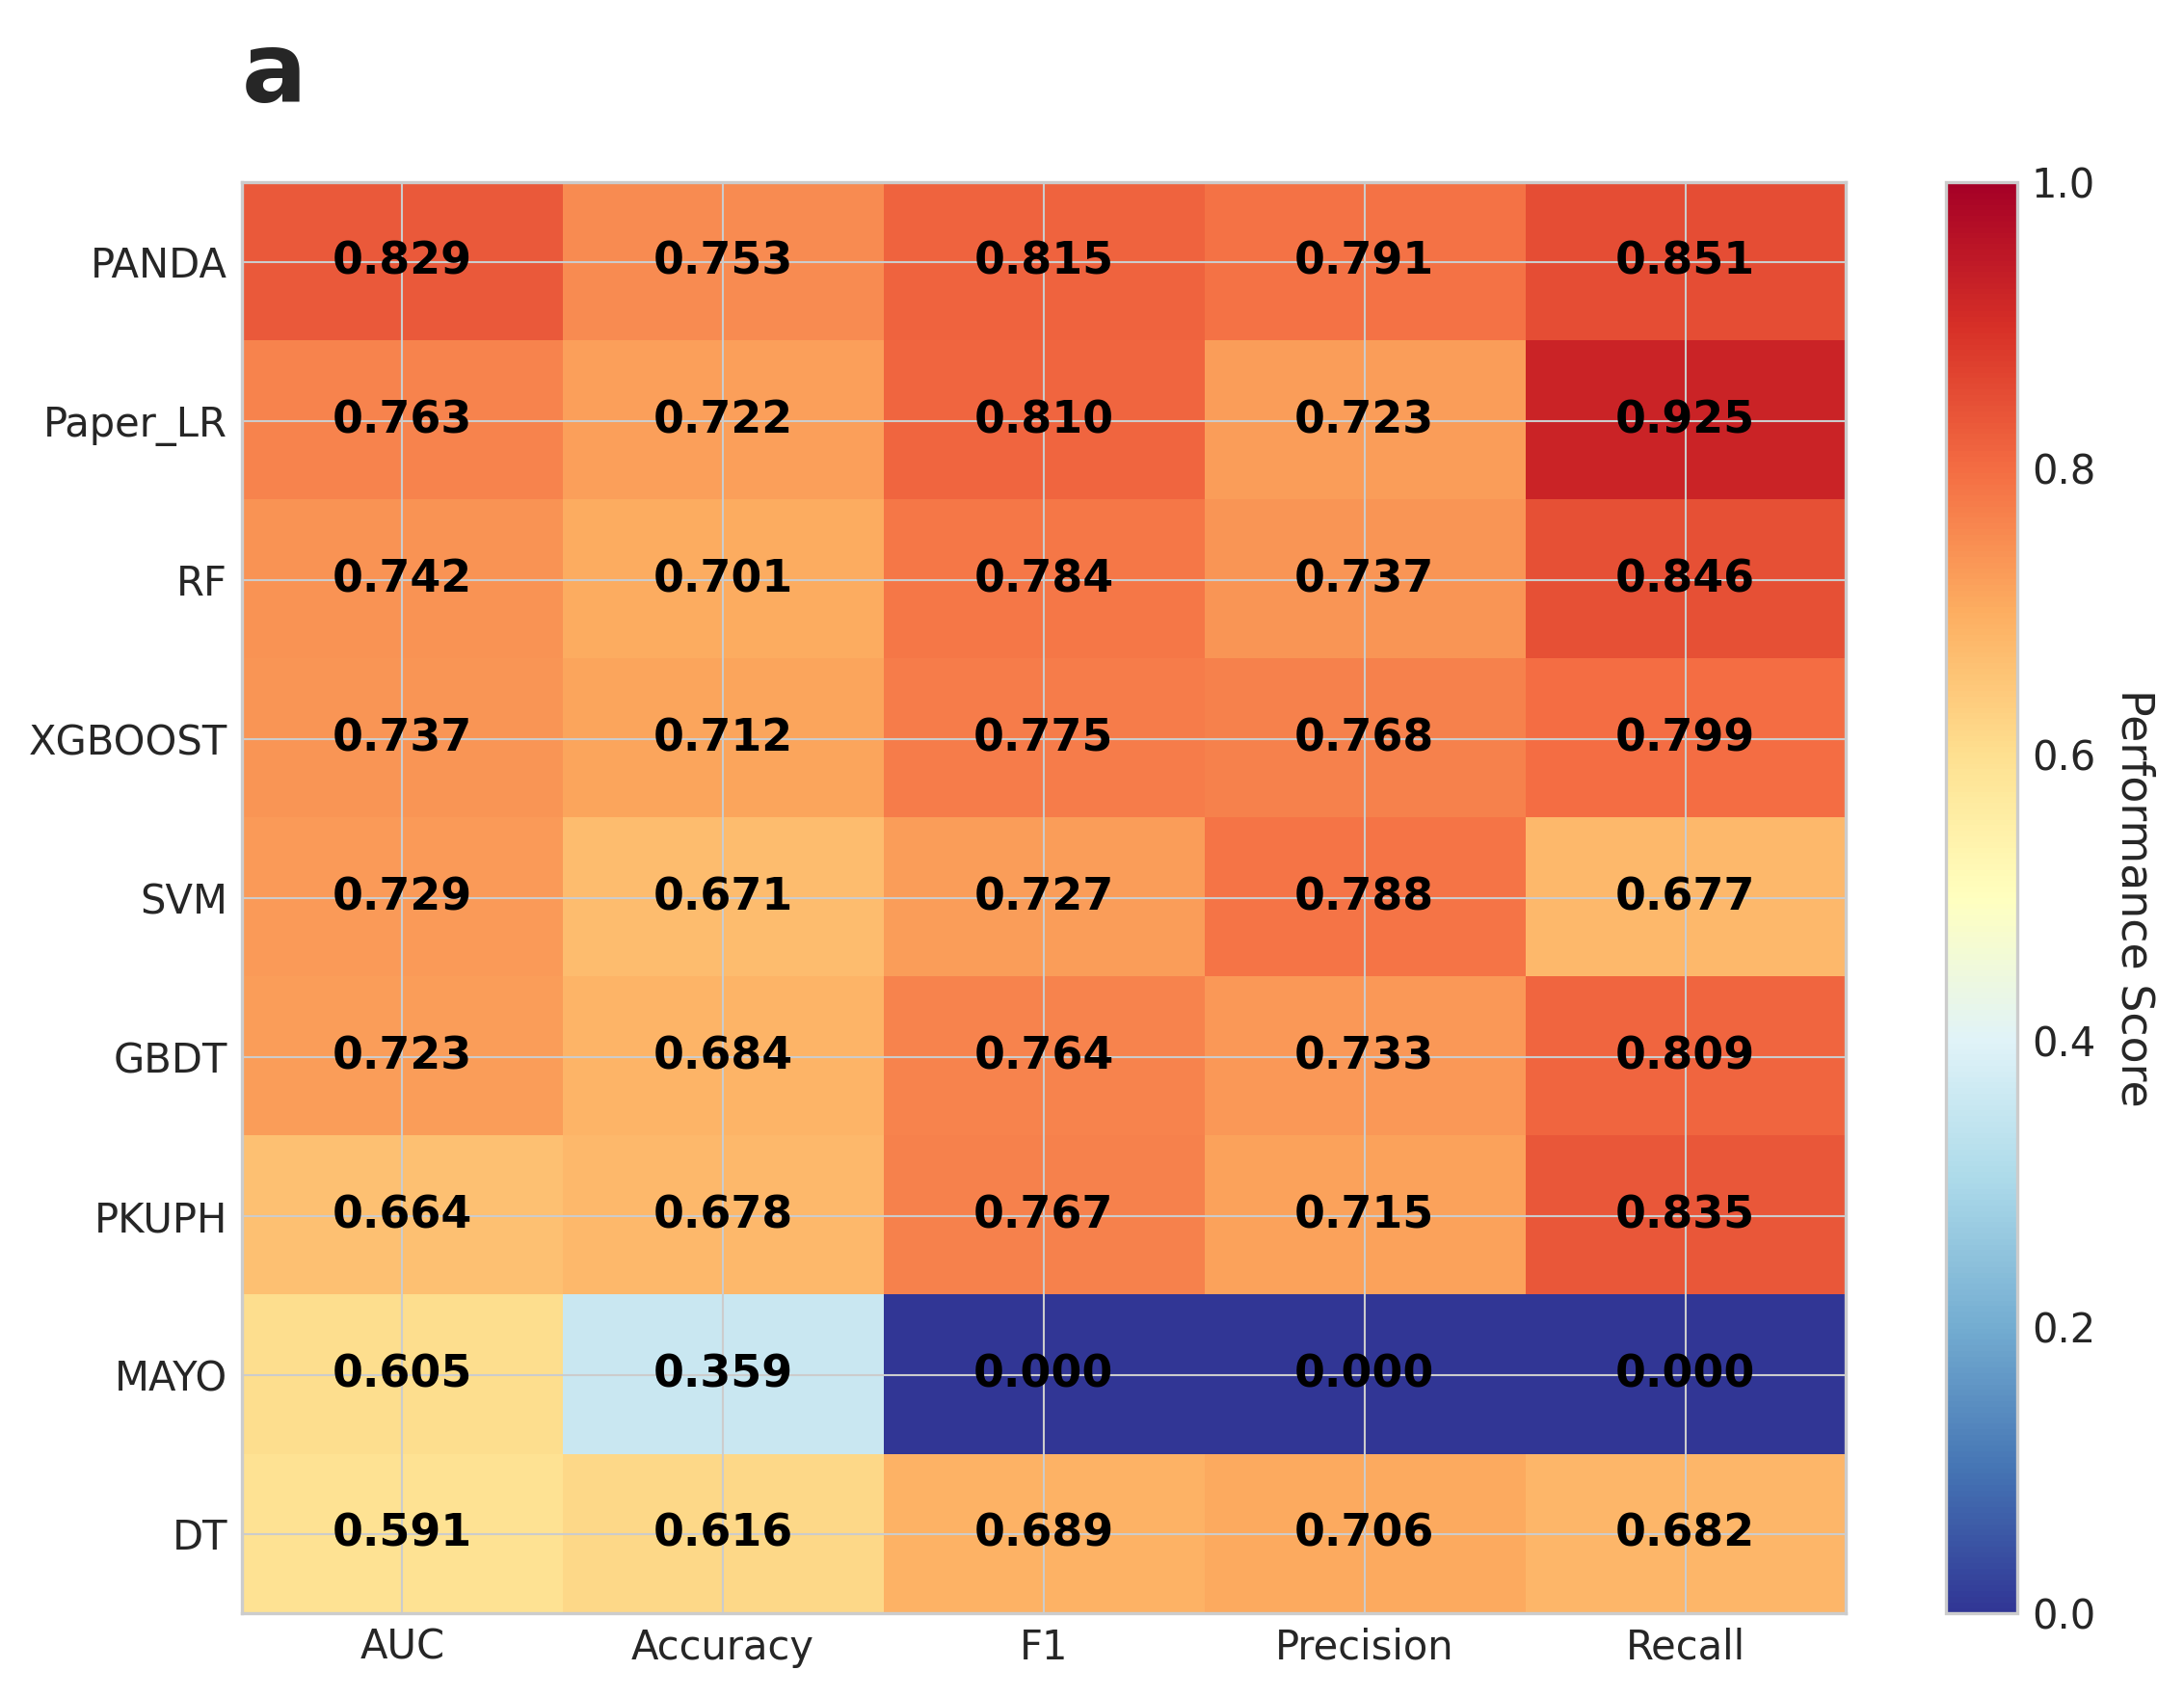 a
PANDA 0.829 0.753 0.815 0.791 0.851
Paper_LR 0.763 0.722 0.810 0.723 0.925
RF 0.742 0.701 0.784 0.737 0.846
XGBOOST 0.737 0.712 0.775 0.768 0.799
SVM 0.729 0.671 0.727 0.788 0.677
GBDT 0.723 0.684 0.764 0.733 0.809
PKUPH 0.664 0.678 0.767 0.715 0.835
MAYO 0.605 0.359 0.000 0.000 0.000
DT 0.591 0.616 0.689 0.706 0.682
AUC Accuracy F1 Precision Recall
1.0
0.8
0.6
0.4
0.2
0.0
Performance Score